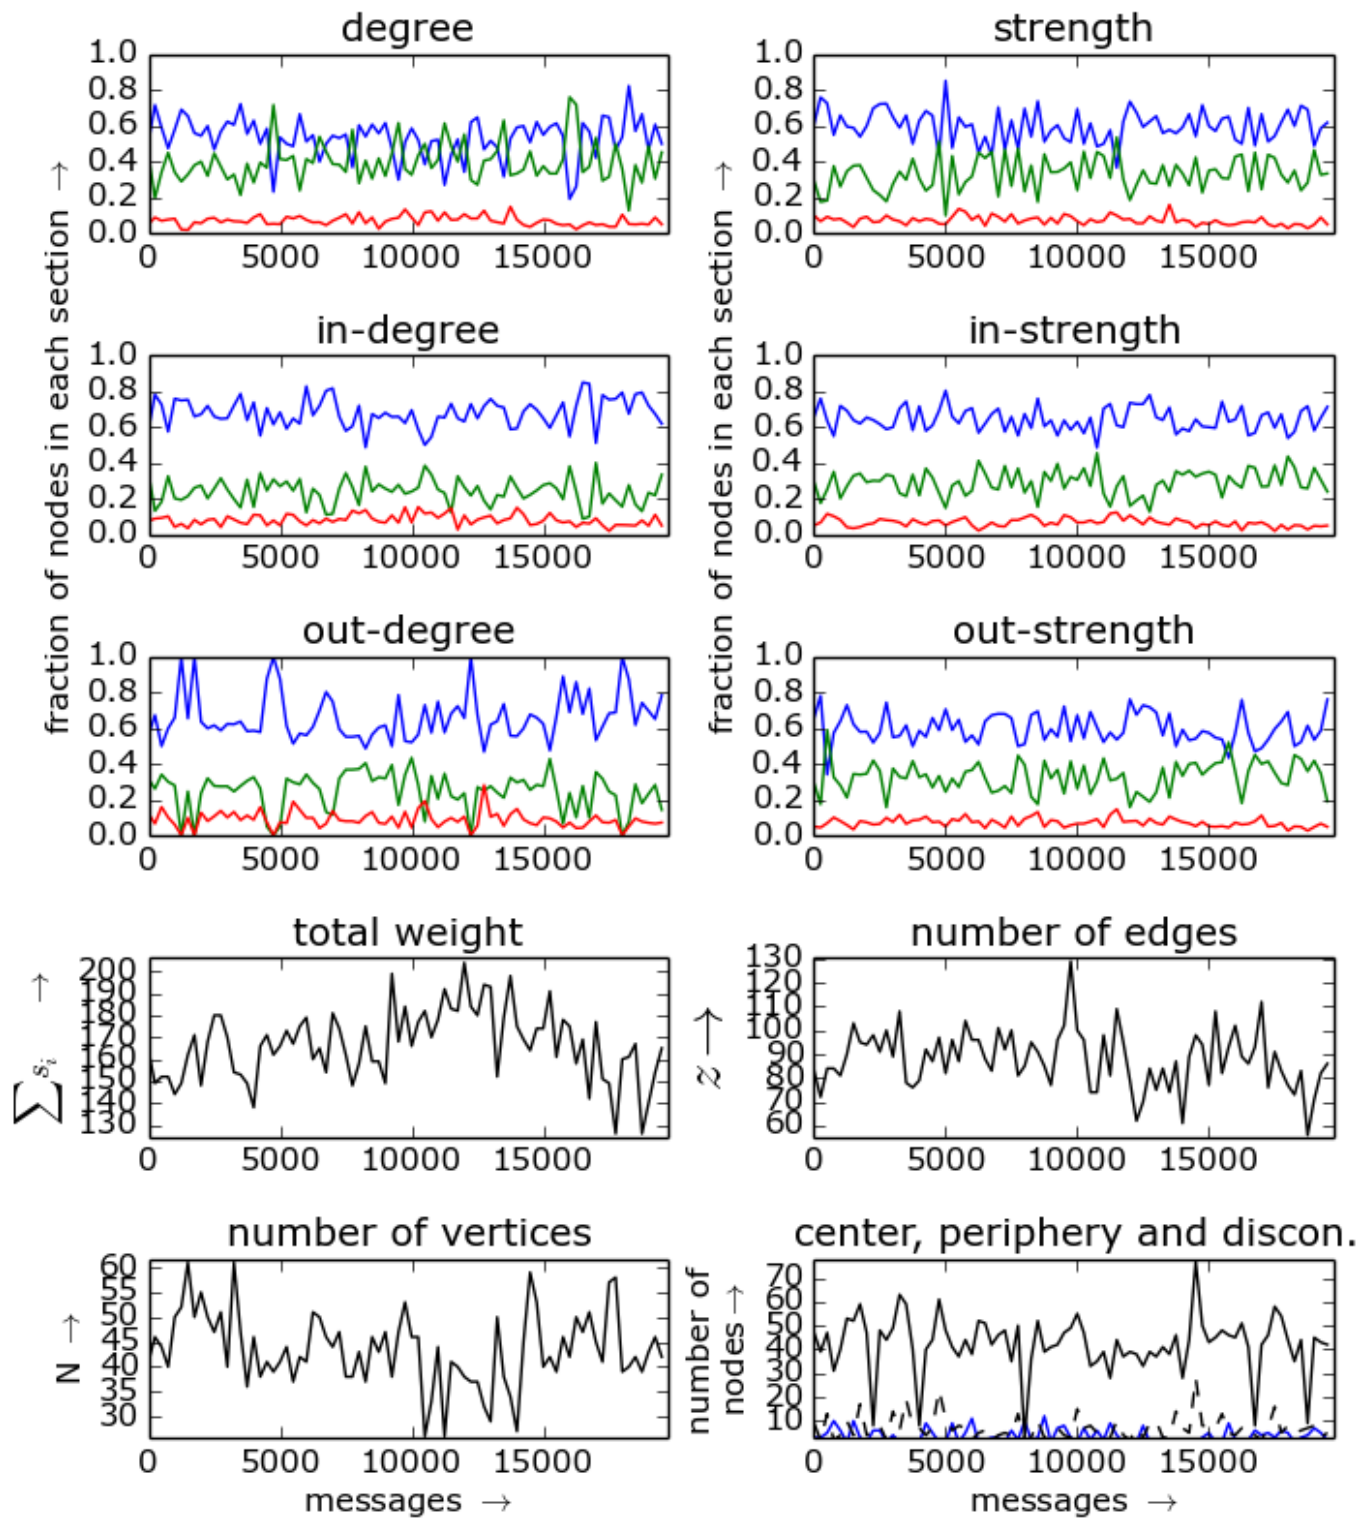 degree
strength
1.0
0.8
0.6
0.4
0.2
0.0
0 5000 10000 15000
1.0
0.8
0.6
0.4
0.2
0.0
0 5000 10000 15000
fraction of nodes in each section →
fraction of nodes in each section →
in-degree
in-strength
1.0
0.8
0.6
0.4
0.2
0.0
0 5000 10000 15000
1.0
0.8
0.6
0.4
0.2
0.0
0 5000 10000 15000
out-degree
out-strength
1.0
0.8
0.6
0.4
0.2
0.0
0 5000 10000 15000
1.0
0.8
0.6
0.4
0.2
0.0
0 5000 10000 15000
total weight
number of edges
∑ s_i →
200
190
180
170
160
150
140
130
0 5000 10000 15000
z →
130
120
110
100
90
80
70
60
0 5000 10000 15000
number of vertices
center, periphery and discon.
N →
60
55
50
45
40
35
30
0 5000 10000 15000
messages →
number of
nodes →
70
60
50
40
30
20
10
0 5000 10000 15000
messages →